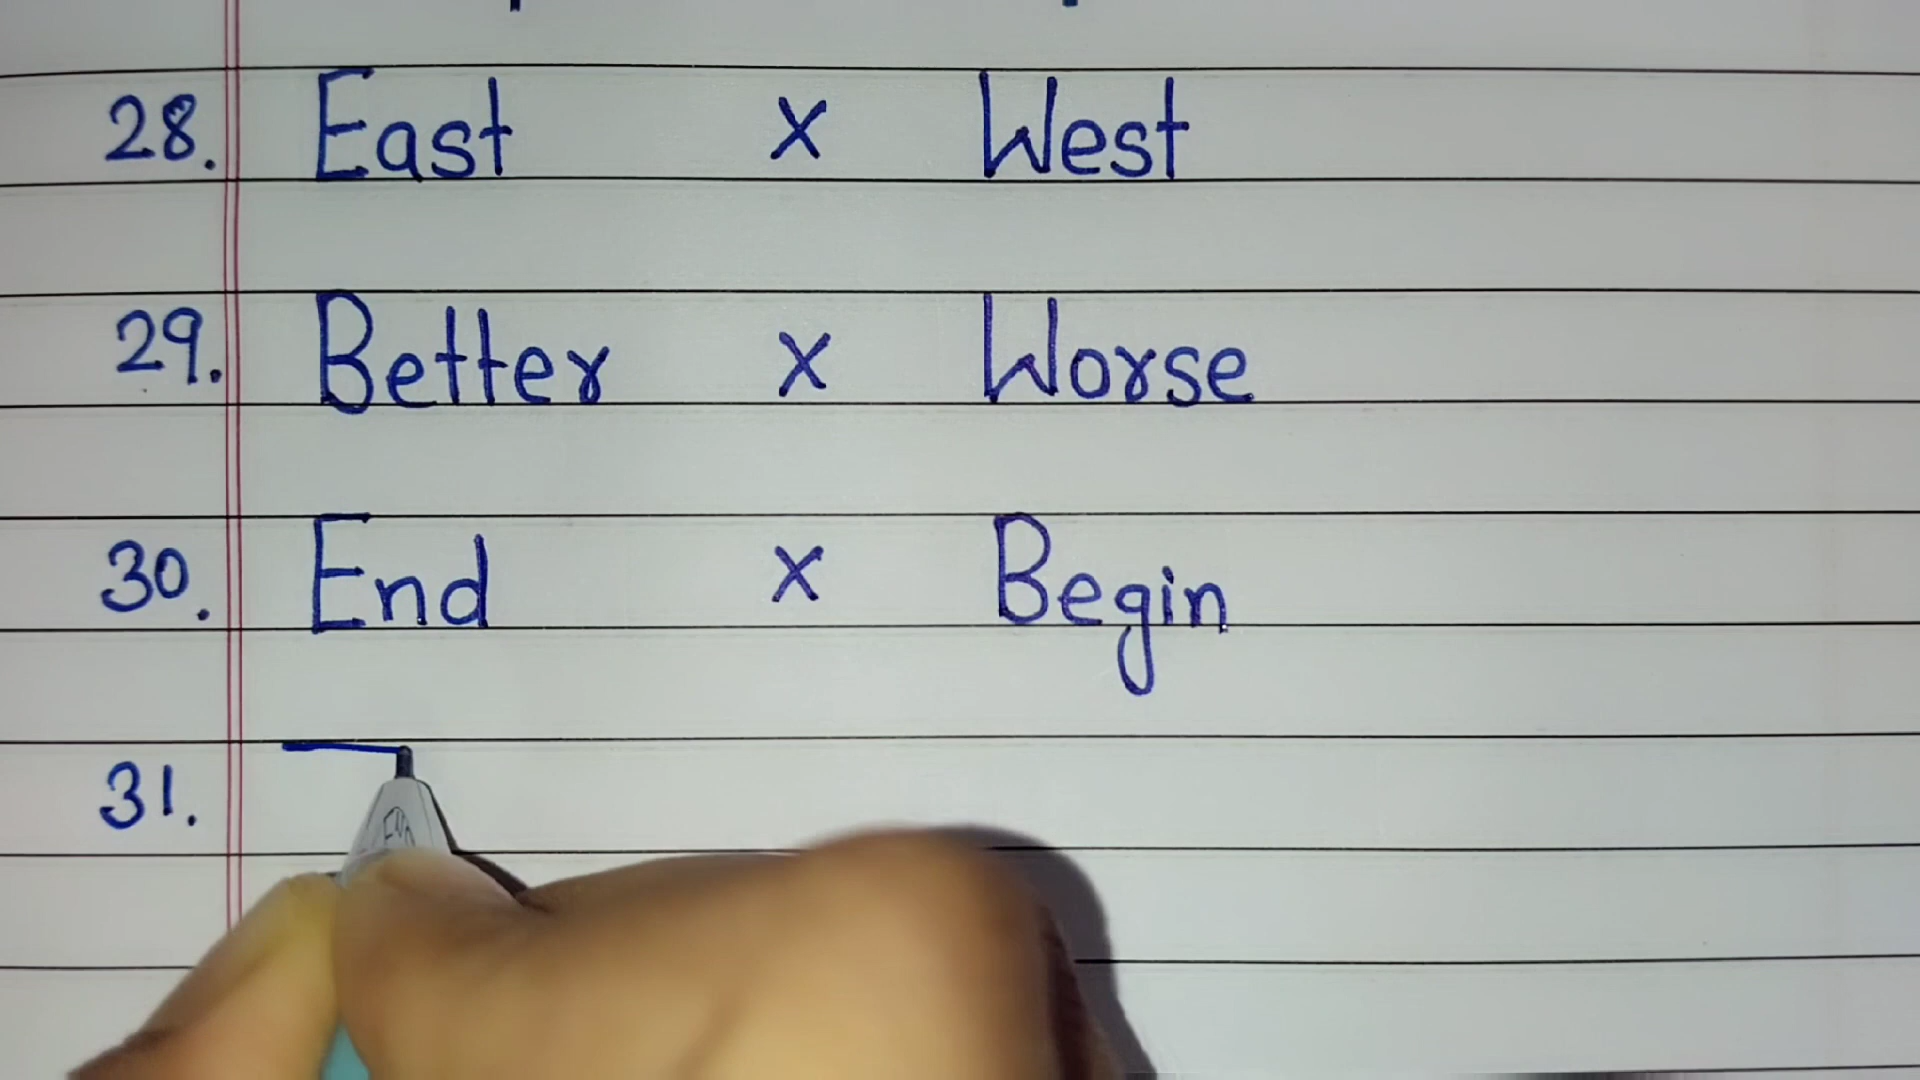 28. East x West
29. Better x Worse
30. End x Begin
31.